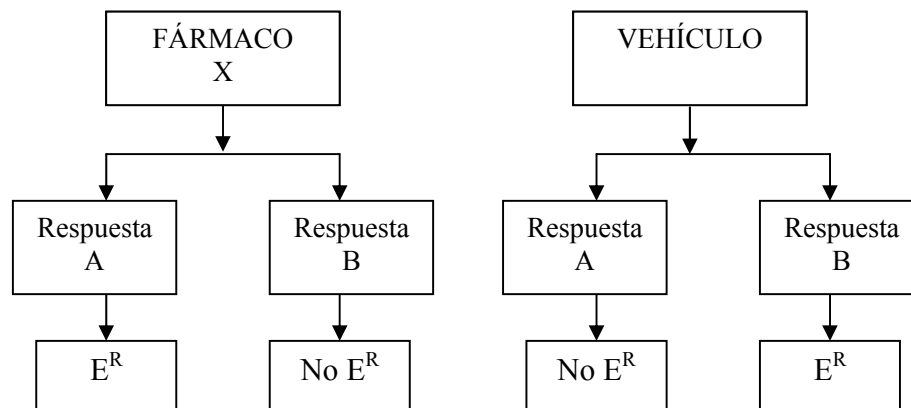 FÁRMACO
X
VEHÍCULO
Respuesta
A
Respuesta
B
Respuesta
A
Respuesta
B
E^R
No E^R
No E^R
E^R